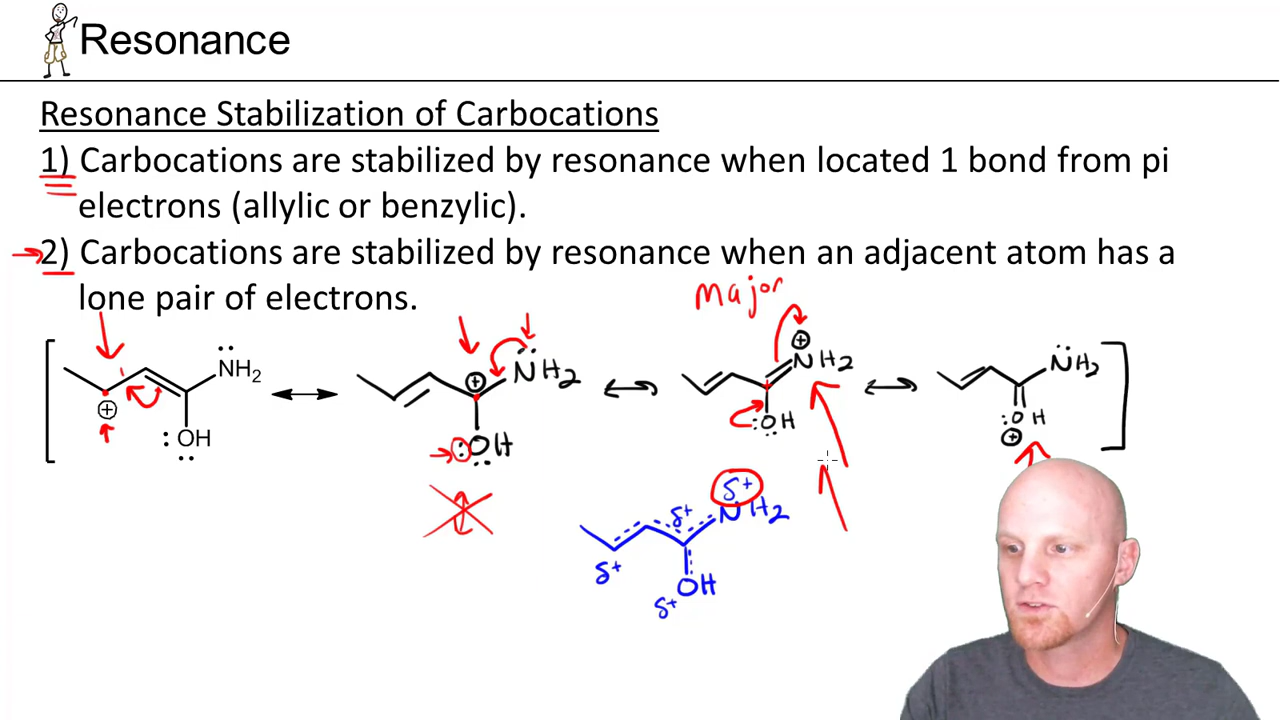 Resonance
Resonance Stabilization of Carbocations
1) Carbocations are stabilized by resonance when located 1 bond from pi
electrons (allylic or benzylic).
2) Carbocations are stabilized by resonance when an adjacent atom has a
lone pair of electrons.
major
NH2 NH2 ⊕ NH2 NH2
⊕ ⊕
:OH :OH :OH :OH
⊕
δ+ δ+ NH2
δ+ δ+ OH